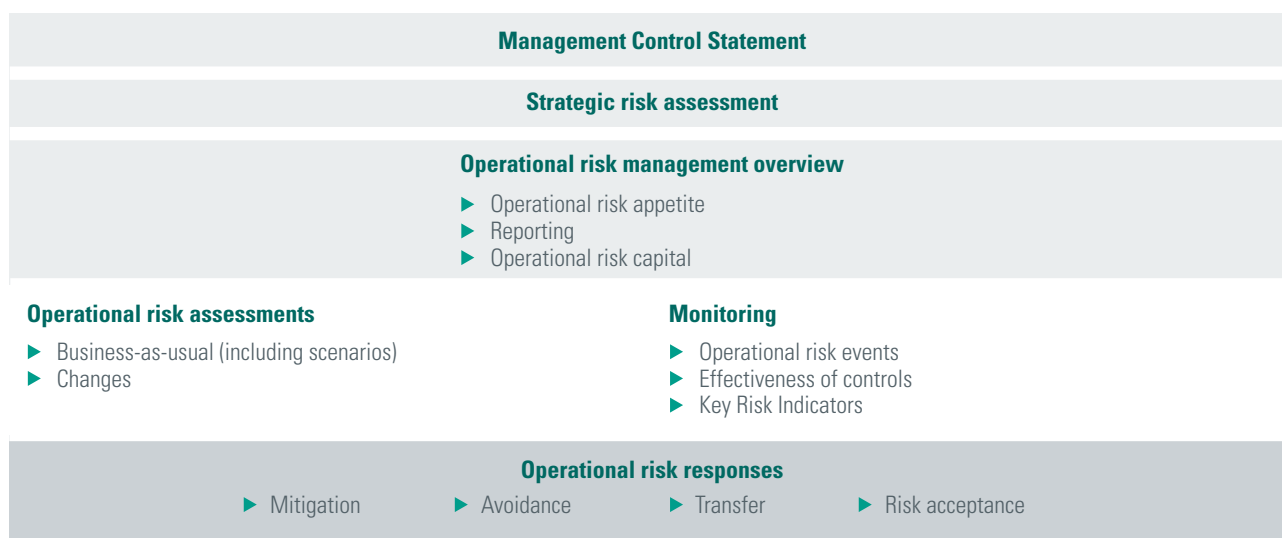 Management Control Statement
Strategic risk assessment
Operational risk management overview
Operational risk appetite
Reporting
Operational risk capital
Operational risk assessments
Business-as-usual (including scenarios)
Changes
Monitoring
Operational risk events
Effectiveness of controls
Key Risk Indicators
Operational risk responses
Mitigation
Avoidance
Transfer
Risk acceptance